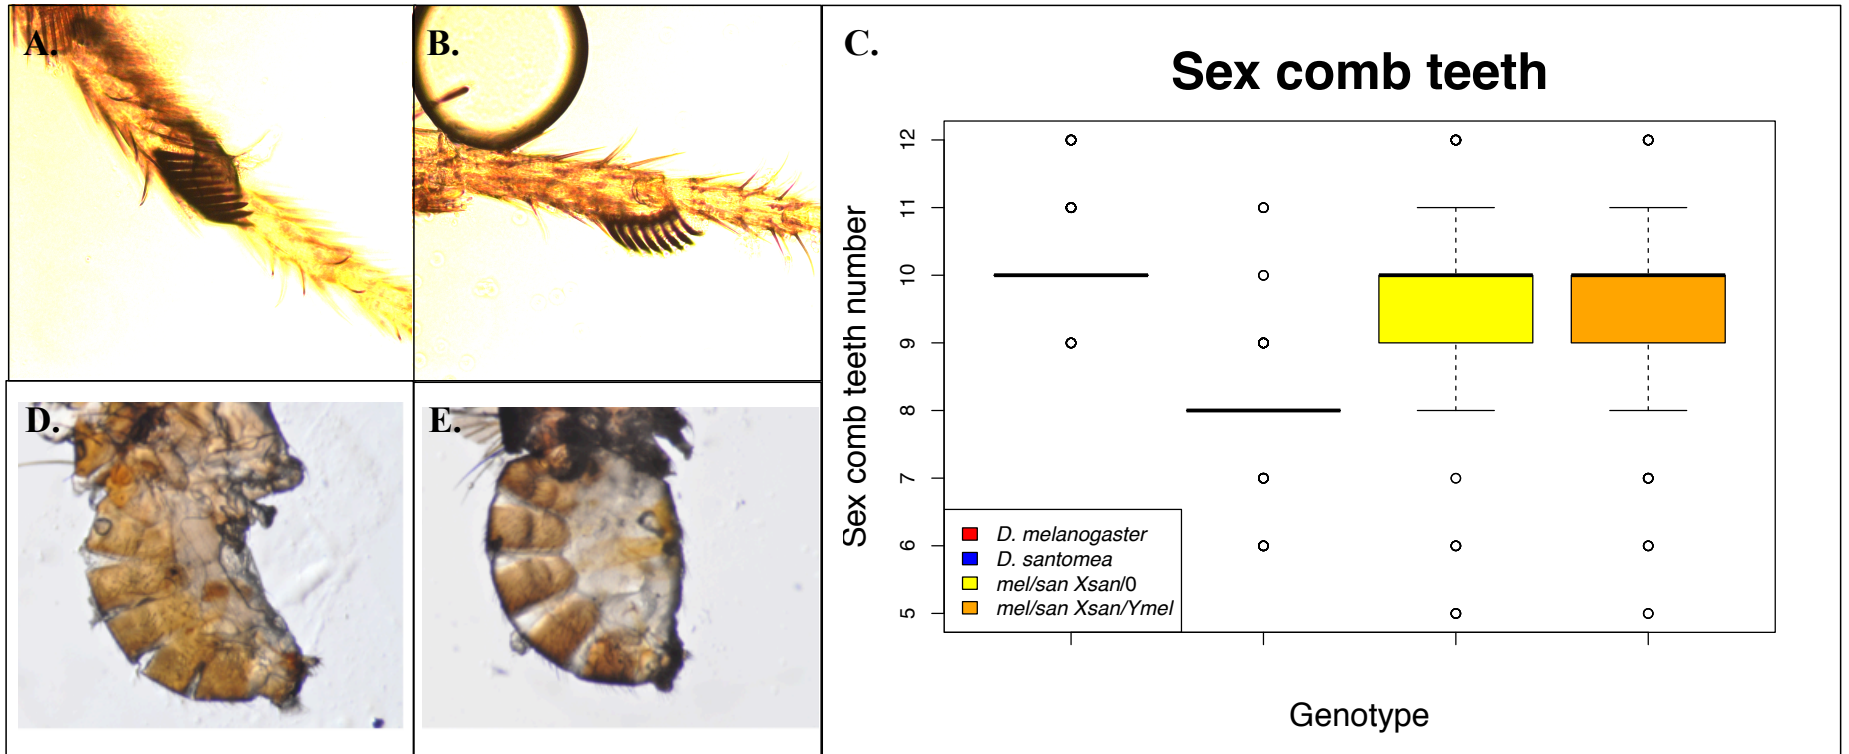 A.
B.
C.
Sex comb teeth
Sex comb teeth number
12
11
10
9
8
7
6
5
D. melanogaster
D. santomea
mel/san Xsan/0
mel/san Xsan/Ymel
Genotype
D.
E.